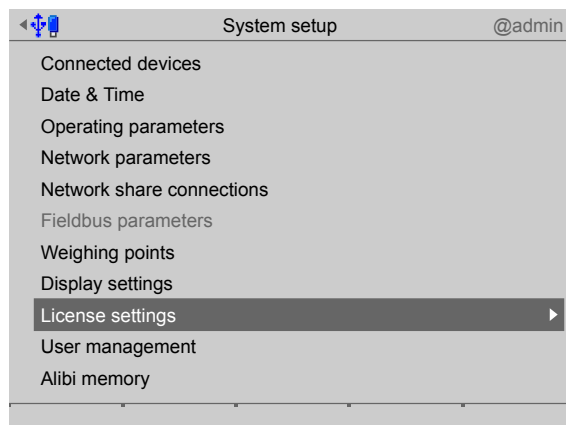 System setup
@admin
Connected devices
Date & Time
Operating parameters
Network parameters
Network share connections
Fieldbus parameters
Weighing points
Display settings
License settings
User management
Alibi memory